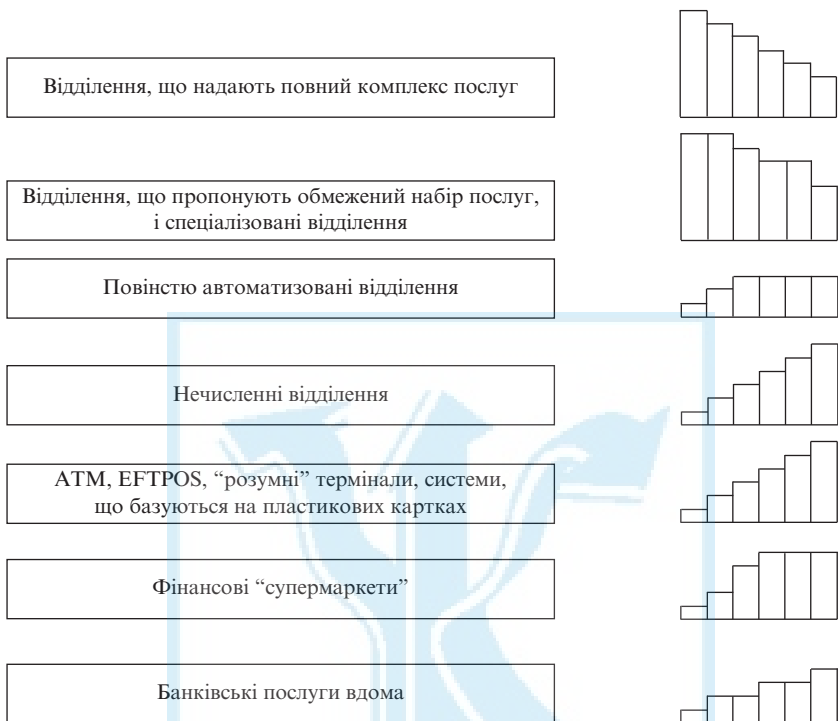 Відділення, що надають повний комплекс послуг
Відділення, що пропонують обмежений набір послуг,
і спеціалізовані відділення
Повінстю автоматизовані відділення
Нечисленні відділення
ATM, EFTPOS, “розумні” термінали, системи,
що базуються на пластикових картках
Фінансові “супермаркети”
Банківські послуги вдома